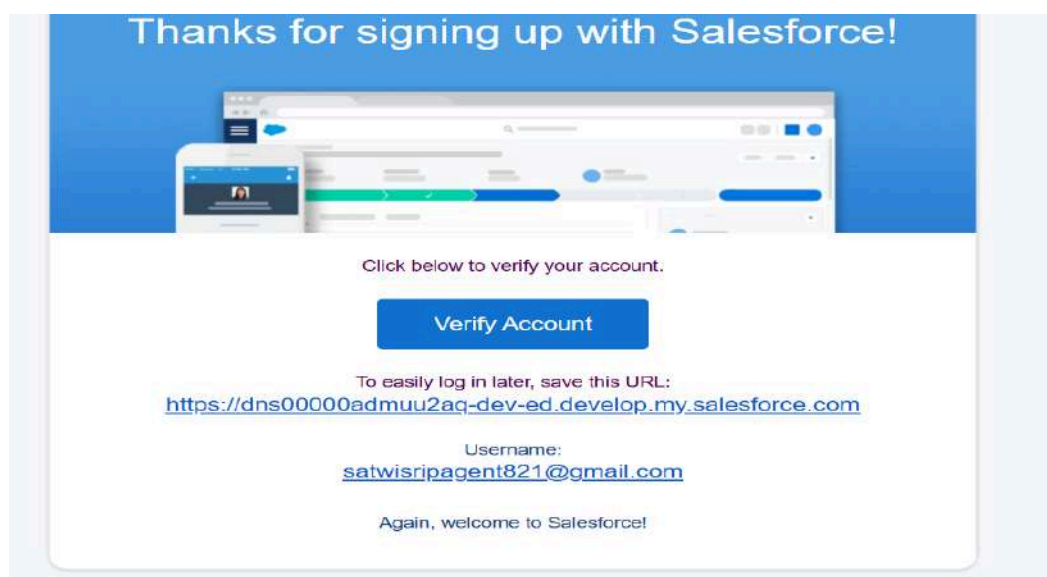 Thanks for signing up with Salesforce!
Click below to verify your account.
Verify Account
To easily log in later, save this URL:
https://dns00000admuu2aq-dev-ed.develop.my.salesforce.com
Username:
satwisripagent821@gmail.com
Again, welcome to Salesforce!